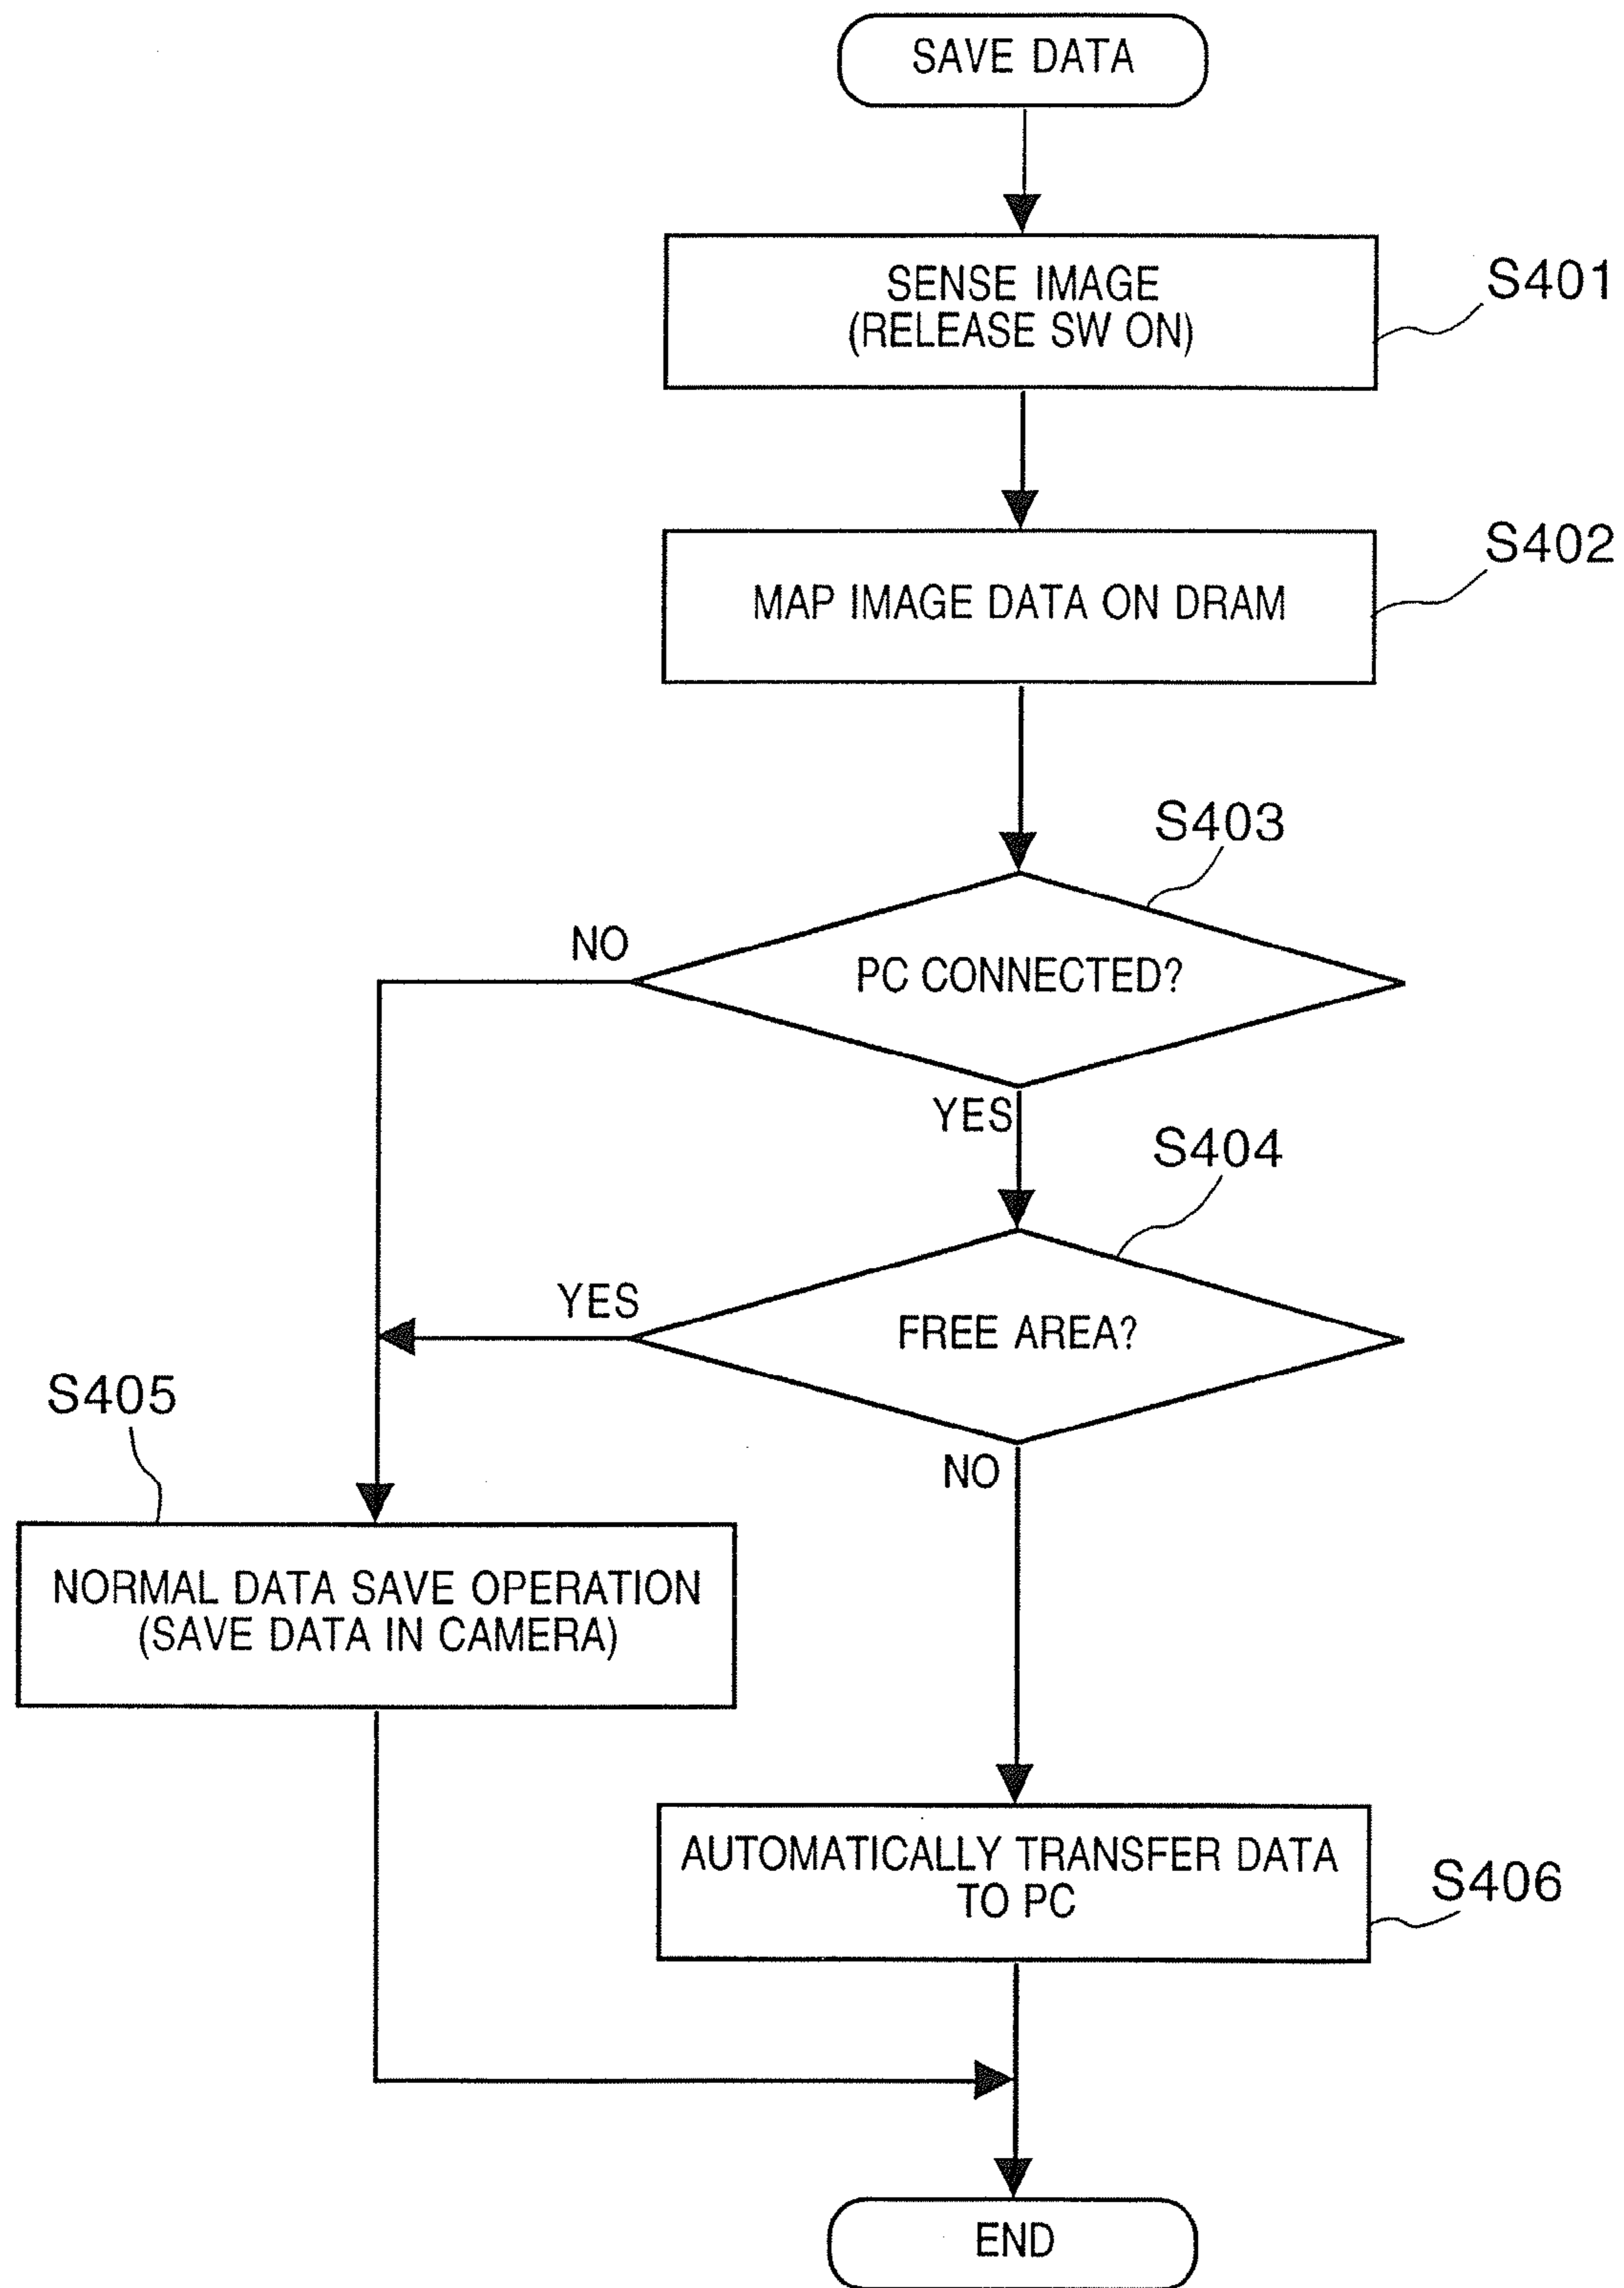 SAVE DATA
SENSE IMAGE
(RELEASE SW ON)
S401
MAP IMAGE DATA ON DRAM
S402
S403
PC CONNECTED?
NO
YES
S404
FREE AREA?
YES
NO
S405
NORMAL DATA SAVE OPERATION
(SAVE DATA IN CAMERA)
AUTOMATICALLY TRANSFER DATA
TO PC
S406
END